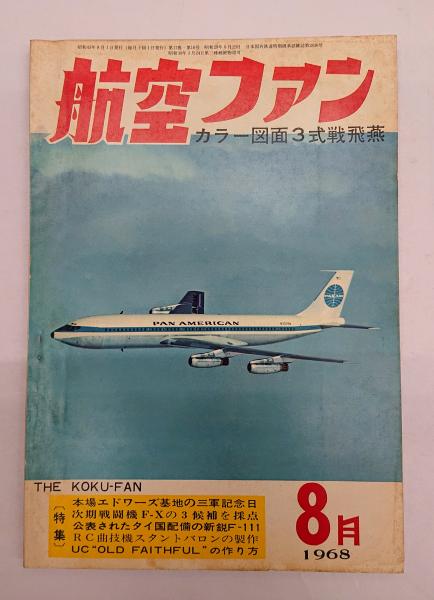 航空ファン
カラー図面3式戦飛燕
PAN AMERICAN
PAN AM
THE KOKU-FAN
〔特集〕
本場エドワーズ基地の三軍記念日
次期戦闘機F-Xの3候補を採点
公表されたタイ国配備の新鋭F-111
RC曲技機スタントバロンの製作
UC"OLD FAITHFUL"の作り方
8月
1968